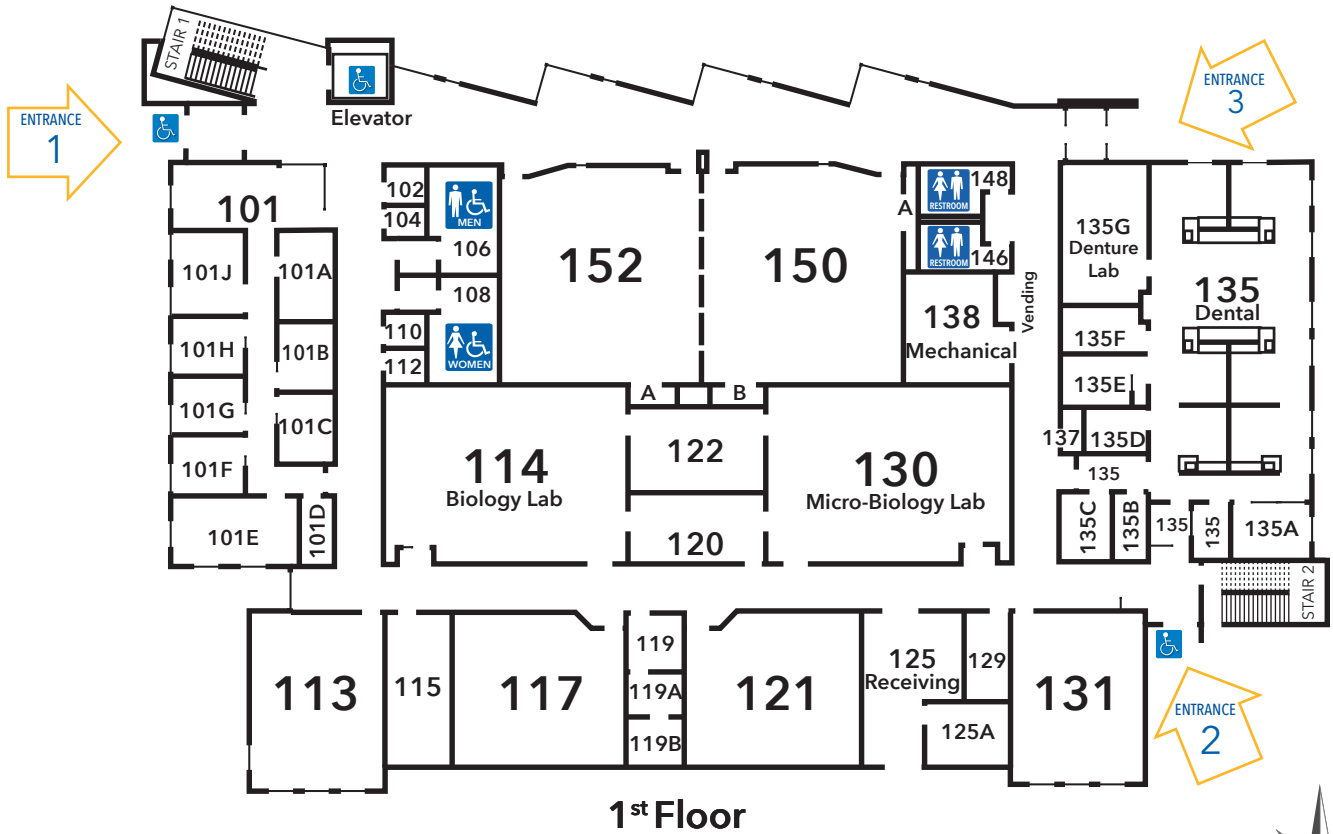 STAIR 1
Elevator
ENTRANCE
1
ENTRANCE
3
101
102
104
MEN
106
108
110
112
WOMEN
152
150
A
148
RESTROOM
146
RESTROOM
138
Mechanical
Vending
135G
Denture
Lab
135
Dental
135F
135E
137
135D
135
135C
135B
135
135
135A
STAIR 2
101J
101A
101H
101B
101G
101C
101F
101E
101D
A
B
114
Biology Lab
122
130
Micro-Biology Lab
120
113
115
117
119
119A
119B
121
125
Receiving
129
125A
131
ENTRANCE
2
1st Floor